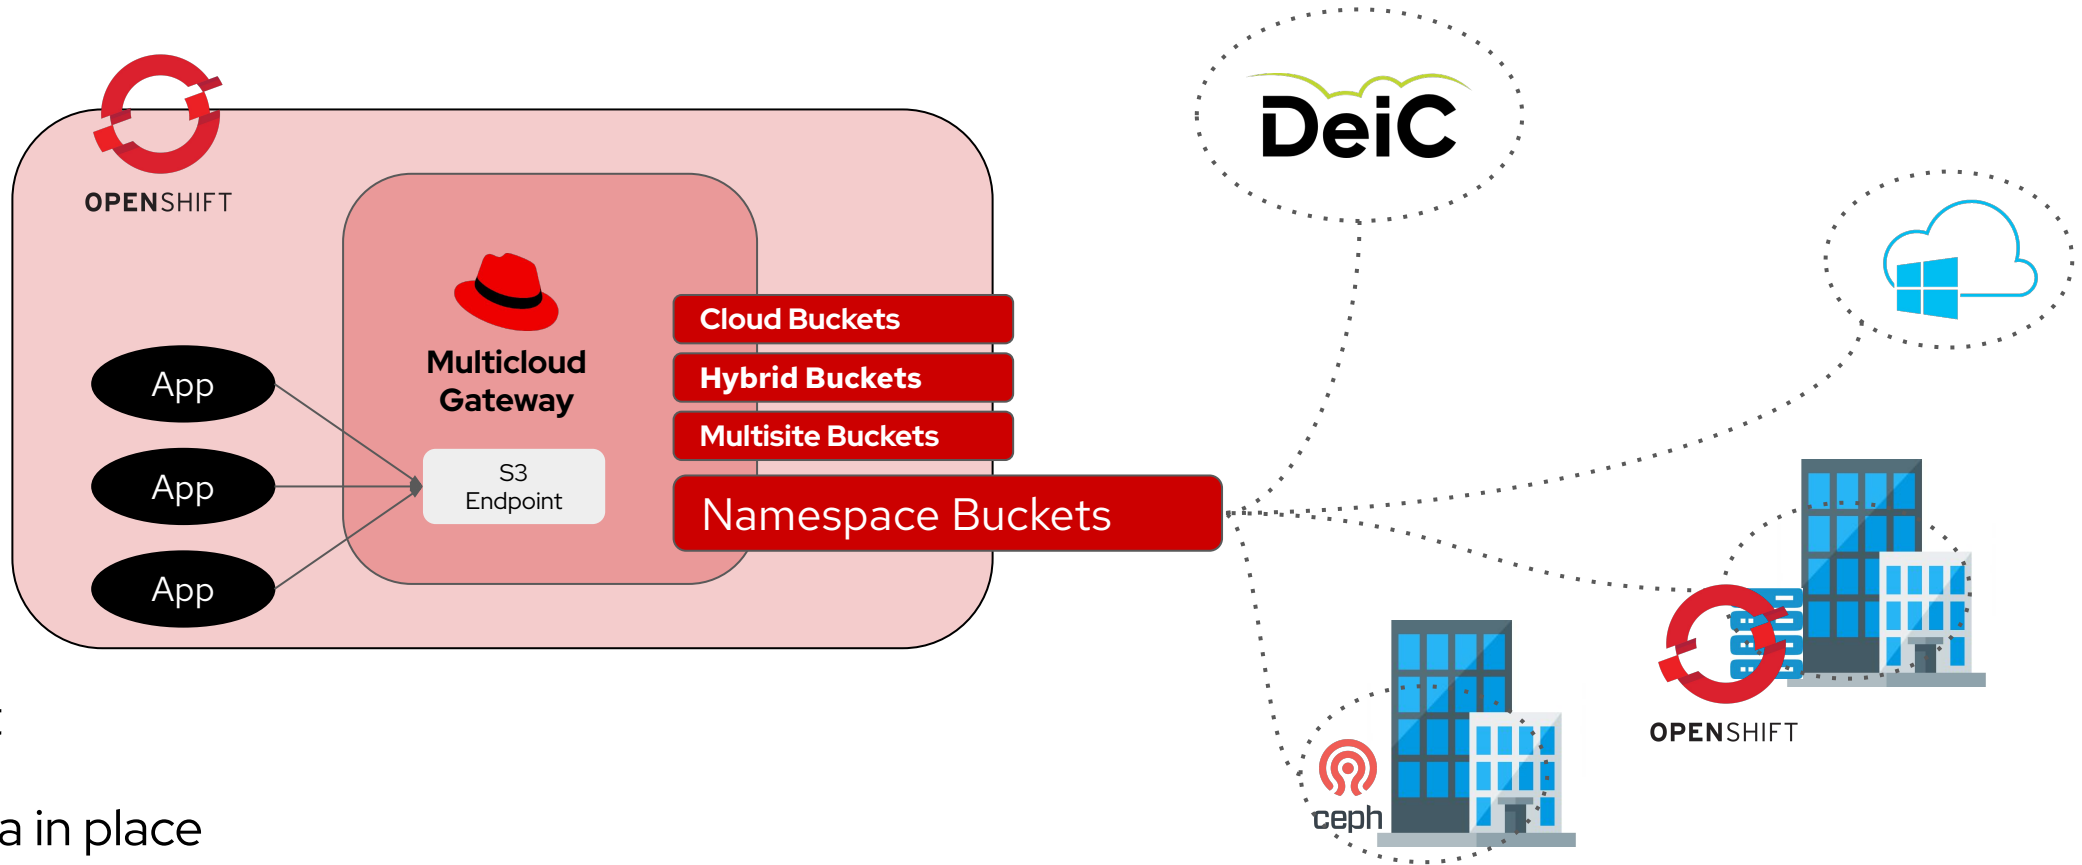 DeiC
OPENSHIFT
Cloud Buckets
Multicloud
Gateway
Hybrid Buckets
App
Multisite Buckets
S3
Endpoint
App
Namespace Buckets
App
OPENSHIFT
ceph
a in place